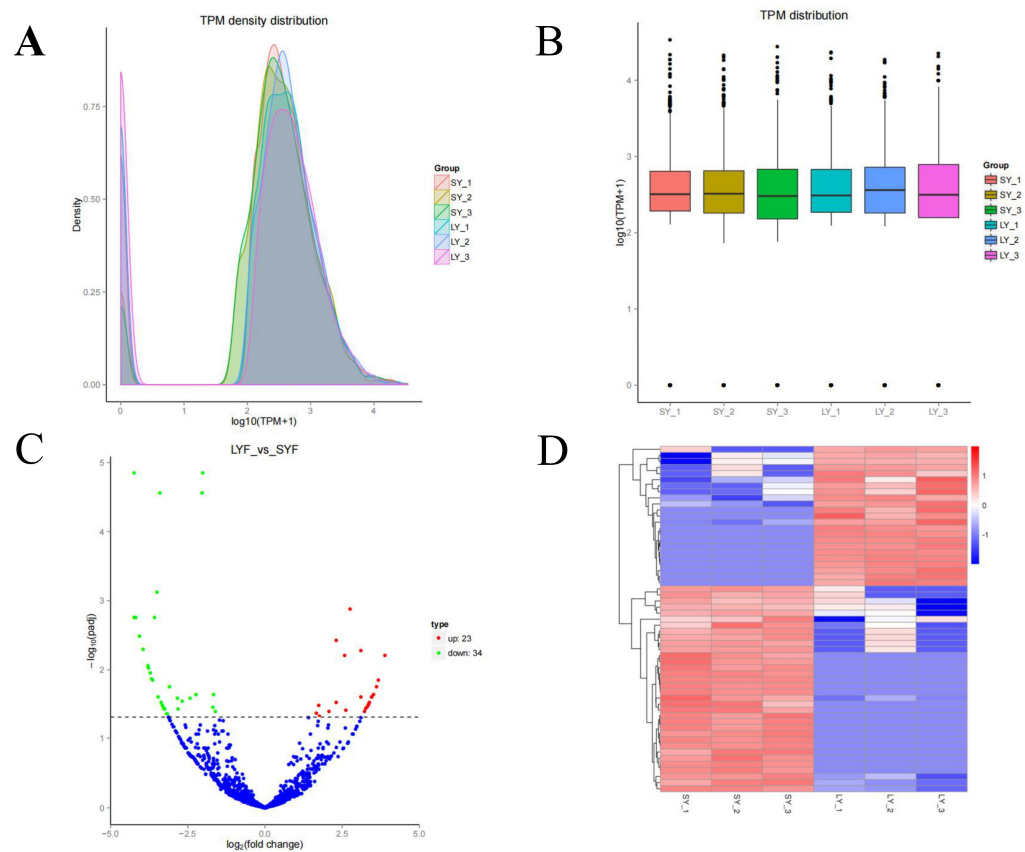 A
TPM density distribution
Density
0.75
0.50
0.25
0.00
0
1
2
3
4
log10(TPM+1)
Group
SY_1
SY_2
SY_3
LY_1
LY_2
LY_3
B
TPM distribution
log10(TPM+1)
4
3
2
1
0
SY_1
SY_2
SY_3
LY_1
LY_2
LY_3
Group
SY_1
SY_2
SY_3
LY_1
LY_2
LY_3
C
LYF_vs_SYF
−log₁₀(padj)
5
4
3
2
1
0
−5.0
−2.5
0.0
2.5
5.0
log₂(fold change)
type
up: 23
down: 34
D
1
0
-1
SY_1
SY_2
SY_3
LY_1
LY_2
LY_3